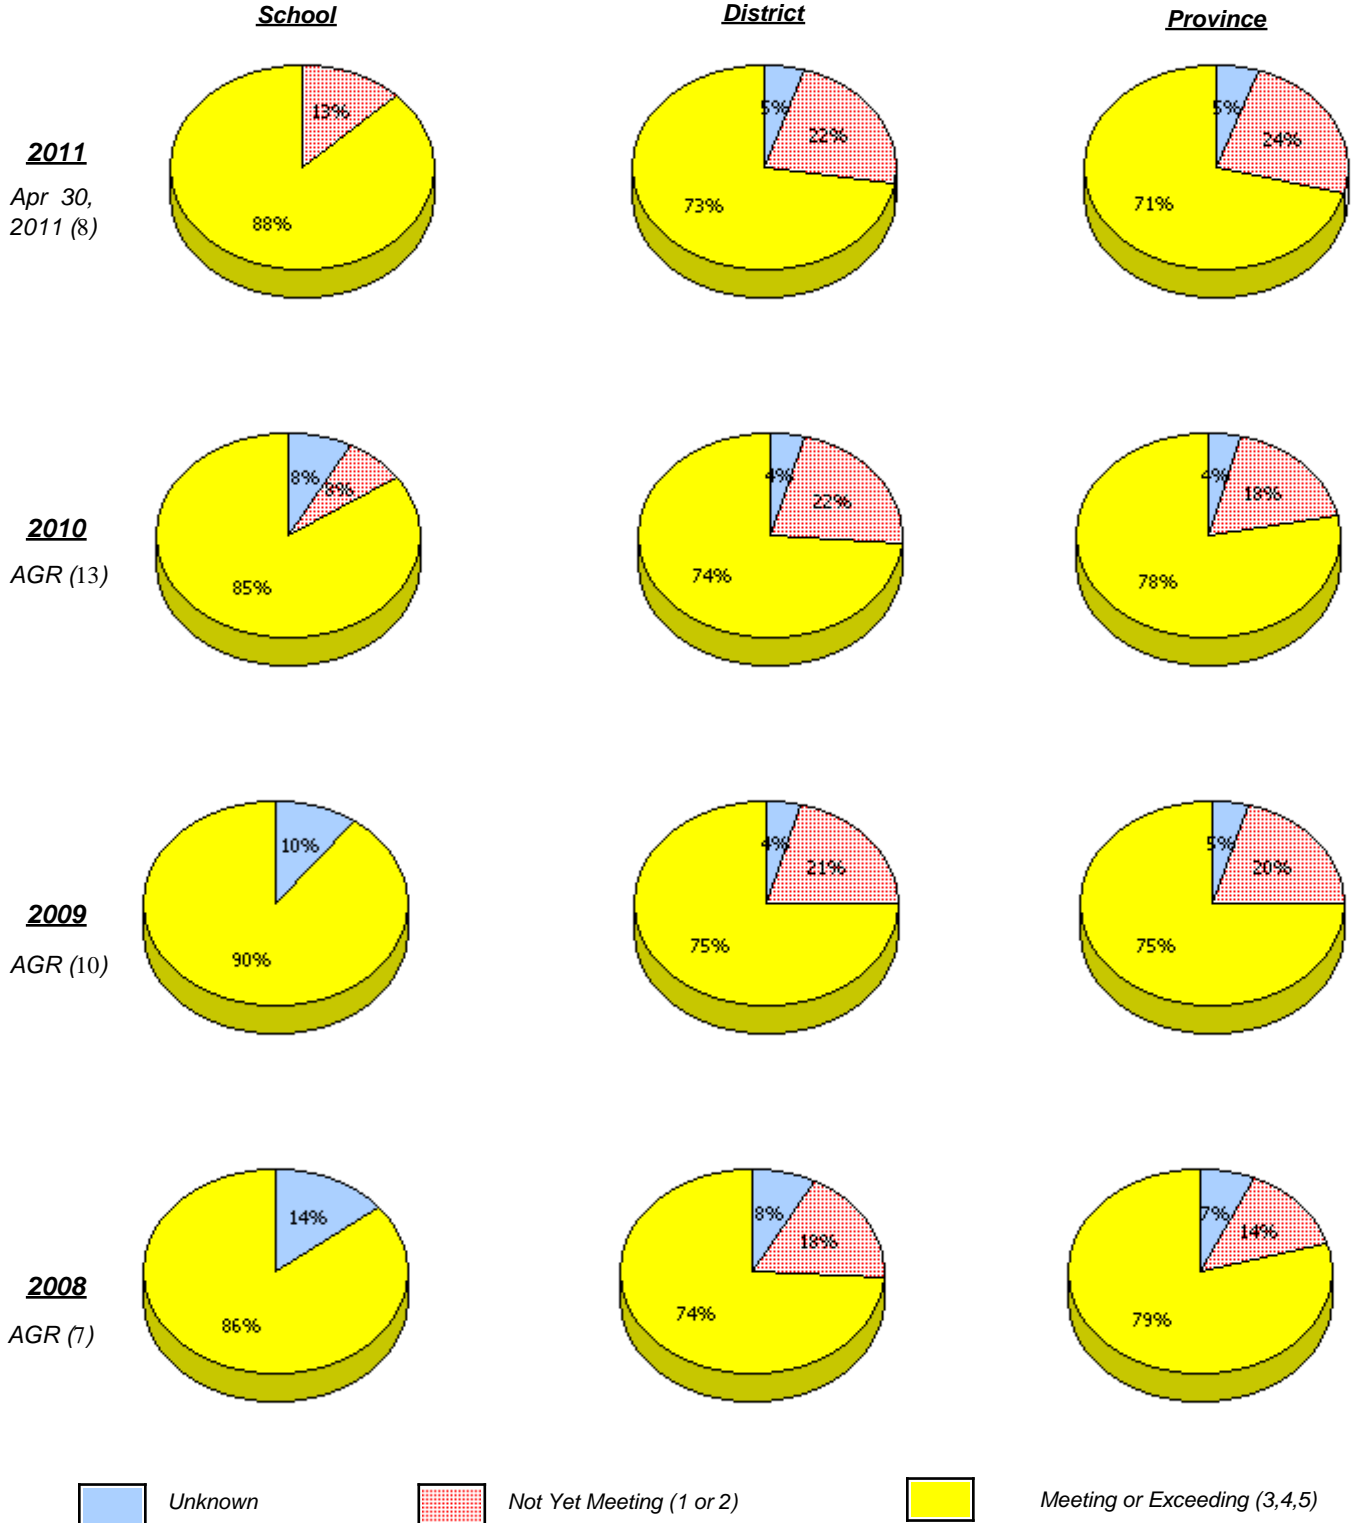 School District Province
13% 5% 22% 5% 24%
2011
Apr 30,
2011 (8)
88% 73% 71%
8% 8% 4% 22% 4% 18%
2010
AGR (13)
85% 74% 78%
10% 4% 21% 5% 20%
2009
AGR (10)
90% 75% 75%
14% 8% 18% 7% 14%
2008
AGR (7)
86% 74% 79%
Unknown Not Yet Meeting (1 or 2) Meeting or Exceeding (3,4,5)